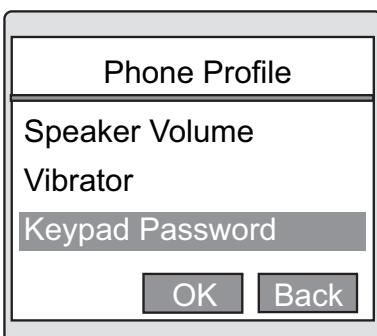 Phone Profile
Speaker Volume
Vibrator
Keypad Password
OK Back